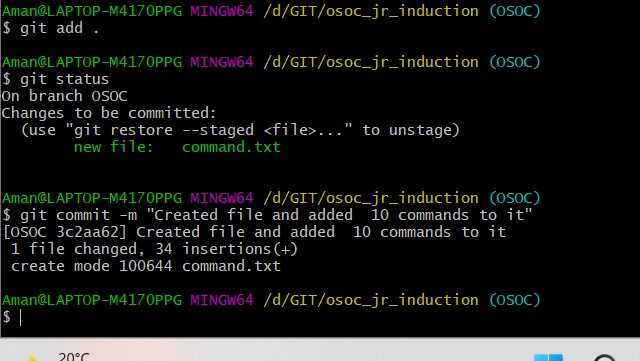 Aman@LAPTOP-M417OPPG MINGW64 /d/GIT/osoc_jr_induction (OSOC)
$ git add .
Aman@LAPTOP-M417OPPG MINGW64 /d/GIT/osoc_jr_induction (OSOC)
$ git status
On branch OSOC
Changes to be committed:
  (use "git restore --staged <file>..." to unstage)
        new file:   command.txt
Aman@LAPTOP-M417OPPG MINGW64 /d/GIT/osoc_jr_induction (OSOC)
$ git commit -m "Created file and added  10 commands to it"
[OSOC 3c2aa62] Created file and added  10 commands to it
 1 file changed, 34 insertions(+)
 create mode 100644 command.txt
Aman@LAPTOP-M417OPPG MINGW64 /d/GIT/osoc_jr_induction (OSOC)
$
20°C